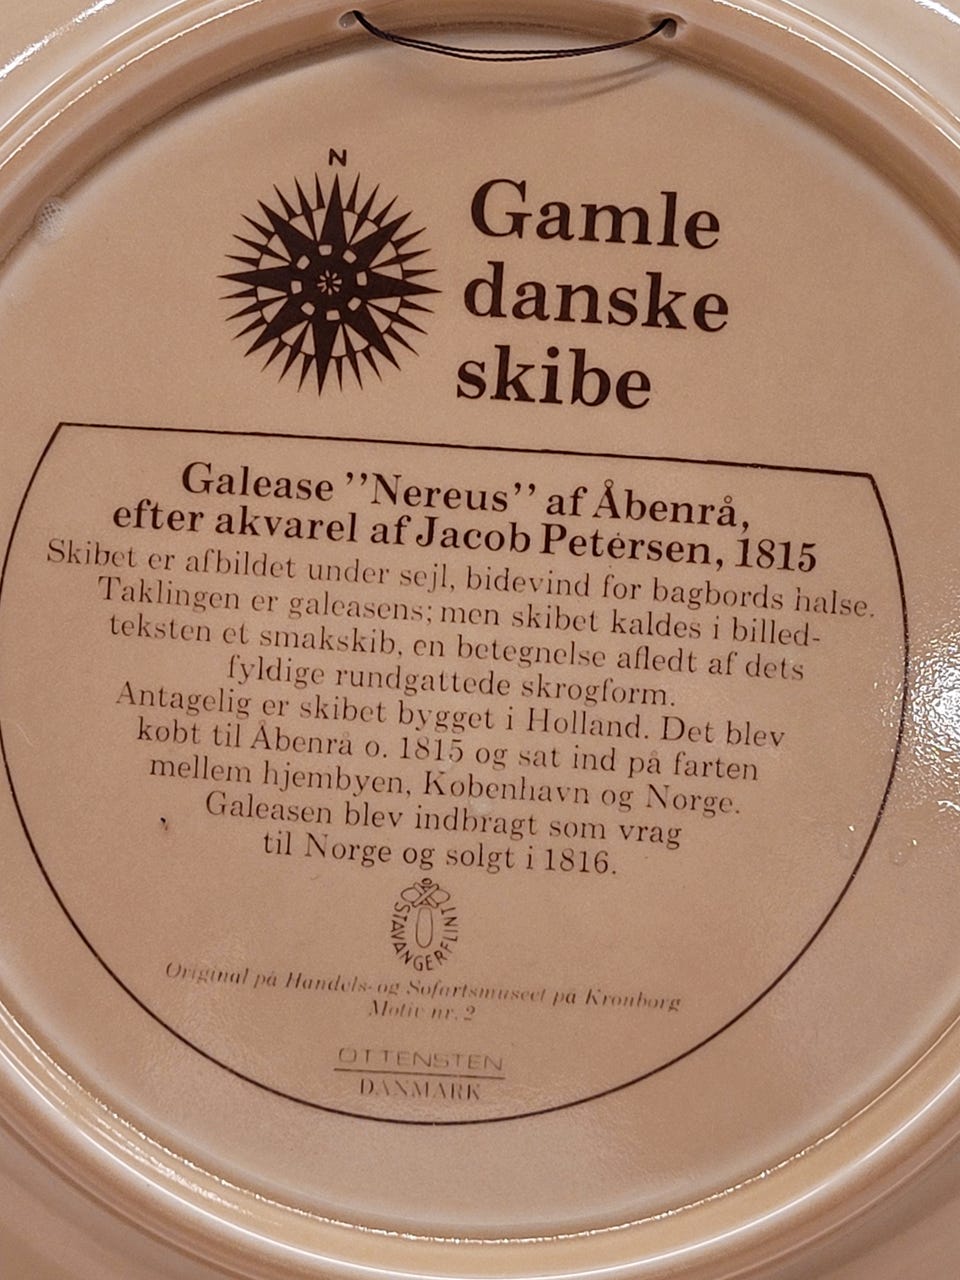 N
Gamle
danske
skibe
Galease ”Nereus” af Åbenrå,
efter akvarel af Jacob Petersen, 1815
Skibet er afbildet under sejl, bidevind for bagbords halse.
Taklingen er galeasens; men skibet kaldes i billed-
teksten et smakskib, en betegnelse afledt af dets
fyldige rundgattede skrogform.
Antagelig er skibet bygget i Holland. Det blev
købt til Åbenrå o. 1815 og sat ind på farten
mellem hjembyen, København og Norge.
Galeasen blev indbragt som vrag
til Norge og solgt i 1816.
STAVANGERFLINT
Original på Handels- og Søfartsmuseet på Kronborg
Motiv nr. 2
OTTENSTEN
DANMARK